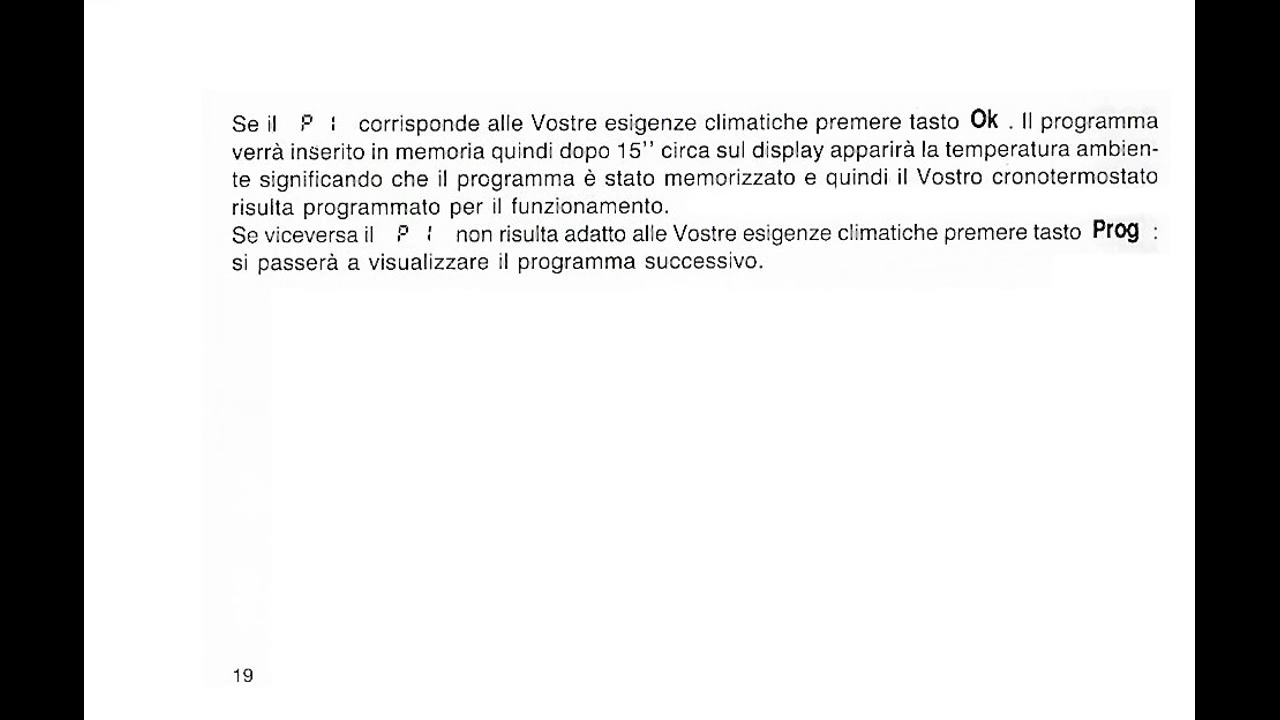 Se il P 1 corrisponde alle Vostre esigenze climatiche premere tasto Ok . Il programma
verrà inserito in memoria quindi dopo 15'' circa sul display apparirà la temperatura ambien-
te significando che il programma è stato memorizzato e quindi il Vostro cronotermostato
risulta programmato per il funzionamento.
Se viceversa il P 1 non risulta adatto alle Vostre esigenze climatiche premere tasto Prog :
si passerà a visualizzare il programma successivo.
19